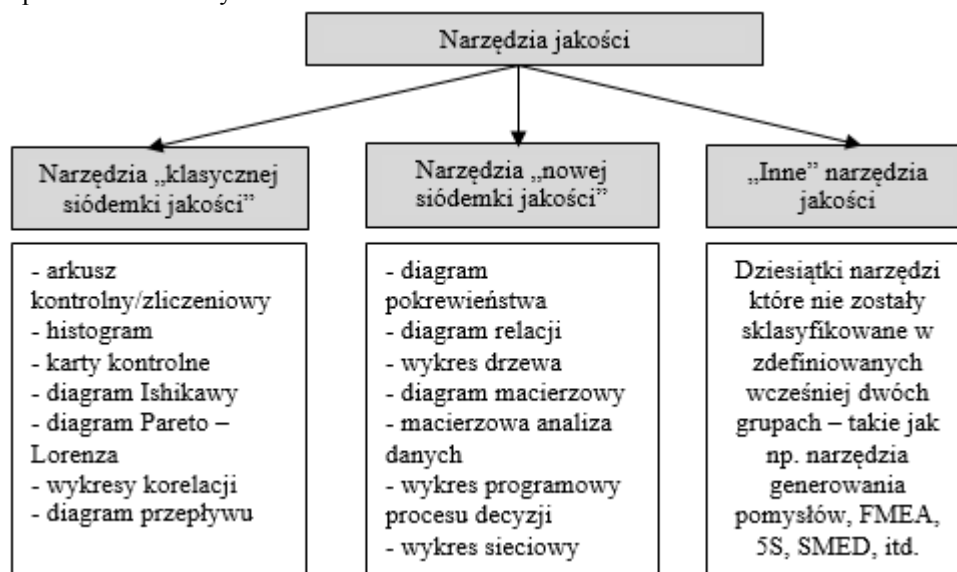 Narzędzia jakości
Narzędzia „klasycznej
siódemki jakości”
- arkusz
kontrolny/zliczeniowy
- histogram
- karty kontrolne
- diagram Ishikawy
- diagram Pareto –
Lorenza
- wykresy korelacji
- diagram przepływu
Narzędzia „nowej
siódemki jakości”
- diagram
pokrewieństwa
- diagram relacji
- wykres drzewa
- diagram macierzowy
- macierzowa analiza
danych
- wykres programowy
procesu decyzji
- wykres sieciowy
„Inne” narzędzia
jakości
Dziesiątki narzędzi
które nie zostały
sklasyfikowane w
zdefiniowanych
wcześniej dwóch
grupach – takie jak
np. narzędzia
generowania
pomysłów, FMEA,
5S, SMED, itd.